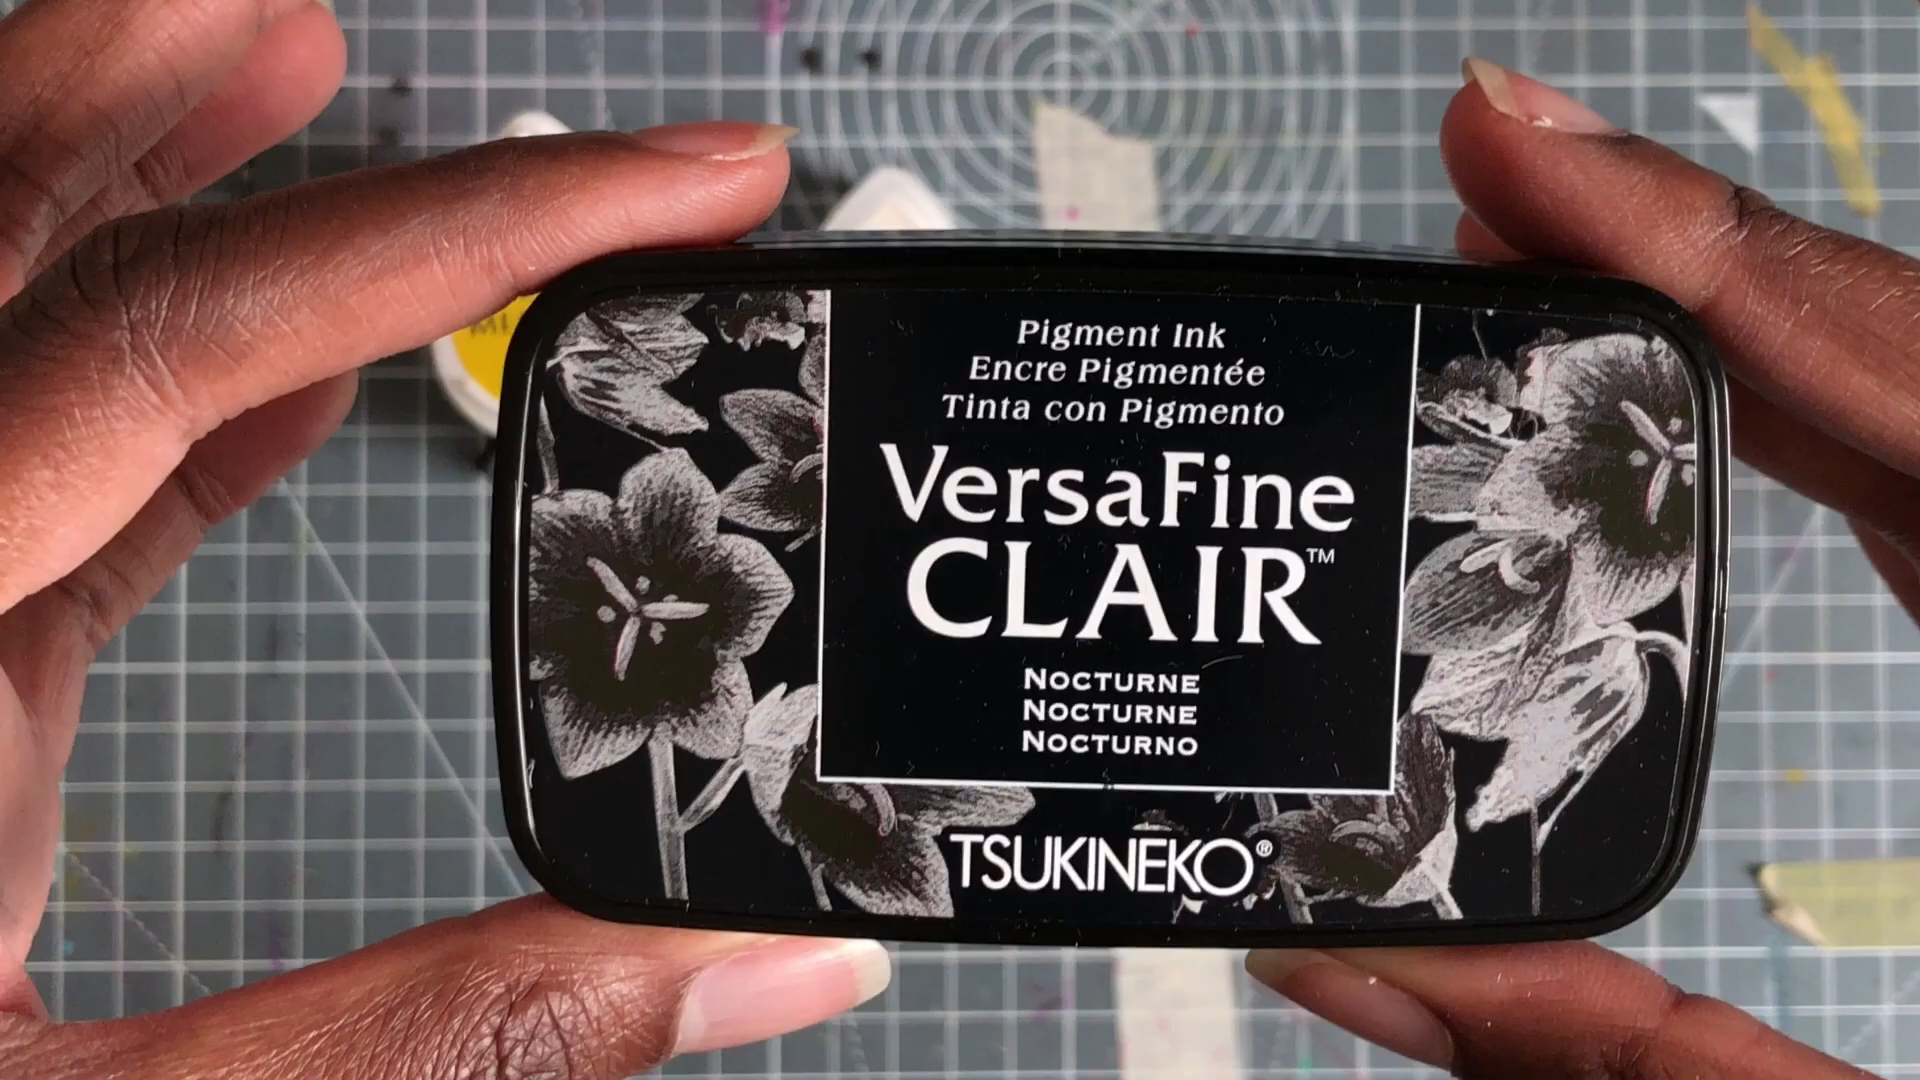 Pigment Ink
Encre Pigmentée
Tinta con Pigmento
VersaFine
CLAIR™
NOCTURNE
NOCTURNE
NOCTURNO
TSUKINEKO®